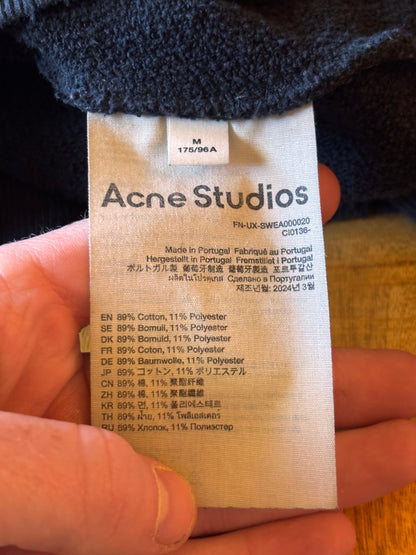 M
175/96A
Acne Studios
FN-UX-SWEA000020
CI0136-
Made in Portugal Fabriqué au Portugal
Hergestellt in Portugal Fremstillet i Portugal
ポルトガル製 葡萄牙制造 葡萄牙製造 포르투갈산
ผลิตในโปรตุเกส Сделано в Португалии
제조년월: 2024년 3월
EN 89% Cotton, 11% Polyester
SE 89% Bomull, 11% Polyester
DK 89% Bomuld, 11% Polyester
FR 89% Coton, 11% Polyester
DE 89% Baumwolle, 11% Polyester
JP 89% コットン, 11% ポリエステル
CN 89% 棉, 11% 聚酯纤维
ZH 89% 棉, 11% 聚酯纖維
KR 89% 면, 11% 폴리에스테르
TH 89% ฝ้าย, 11% โพลีเอสเตอร์
RU 89% Хлопок, 11% Полиэстер